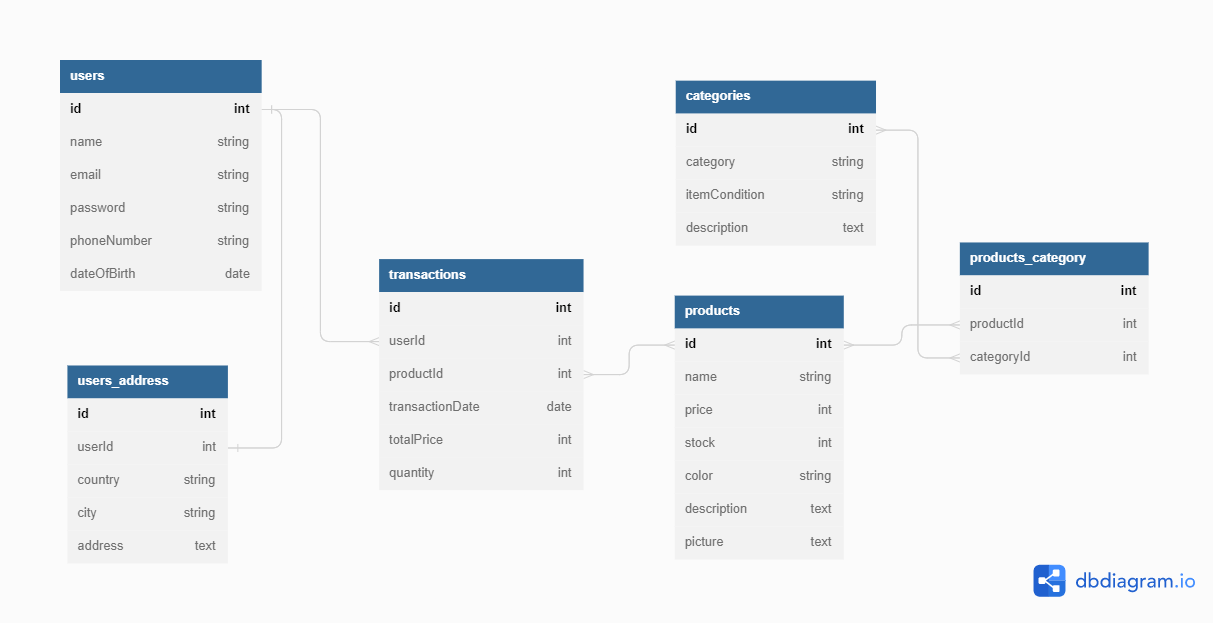 users
id int
name string
email string
password string
phoneNumber string
dateOfBirth date
users_address
id int
userId int
country string
city string
address text
transactions
id int
userId int
productId int
transactionDate date
totalPrice int
quantity int
categories
id int
category string
itemCondition string
description text
products
id int
name string
price int
stock int
color string
description text
picture text
products_category
id int
productId int
categoryId int
dbdiagram.io